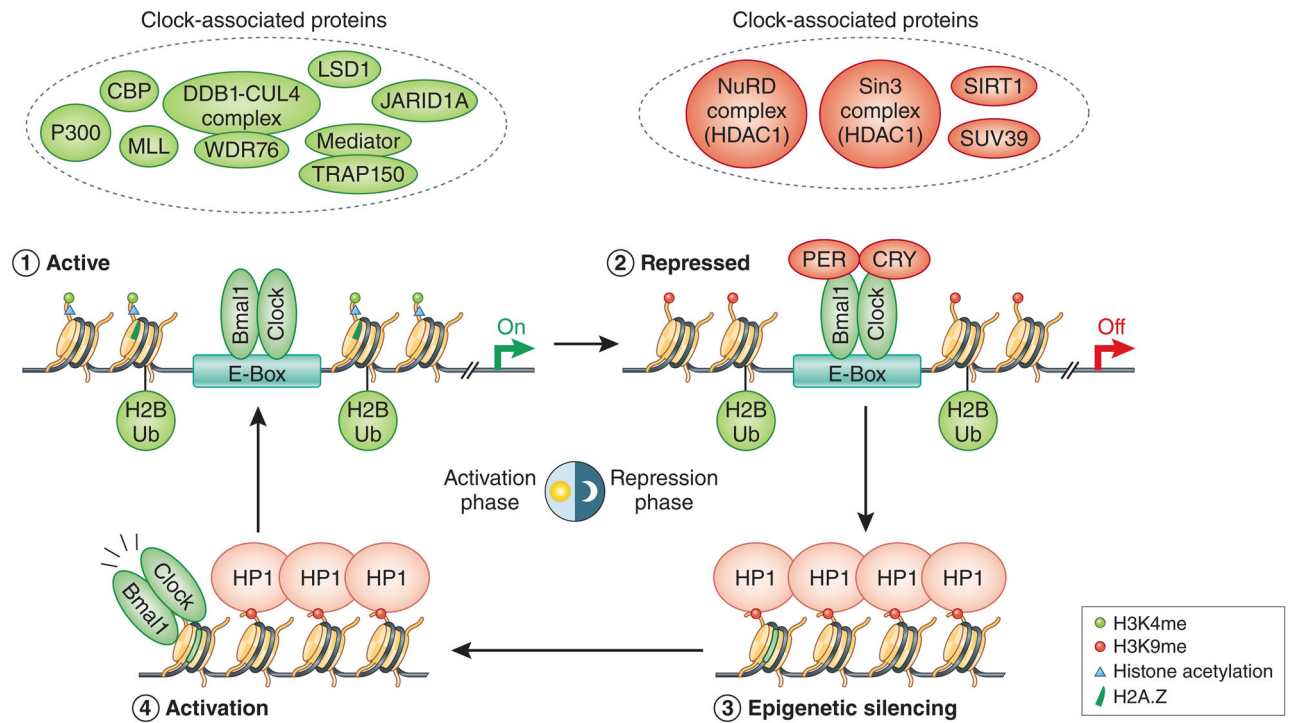 Clock-associated proteins
P300
CBP
MLL
DDB1-CUL4
complex
WDR76
LSD1
JARID1A
Mediator
TRAP150
Clock-associated proteins
NuRD
complex
(HDAC1)
Sin3
complex
(HDAC1)
SIRT1
SUV39
1 Active
Bmal1
Clock
E-Box
H2B
Ub
H2B
Ub
On
2 Repressed
PER
CRY
Bmal1
Clock
E-Box
H2B
Ub
H2B
Ub
Off
Activation
phase
Repression
phase
HP1
HP1
HP1
HP1
3 Epigenetic silencing
Clock
Bmal1
HP1
HP1
HP1
4 Activation
H3K4me
H3K9me
Histone acetylation
H2A.Z